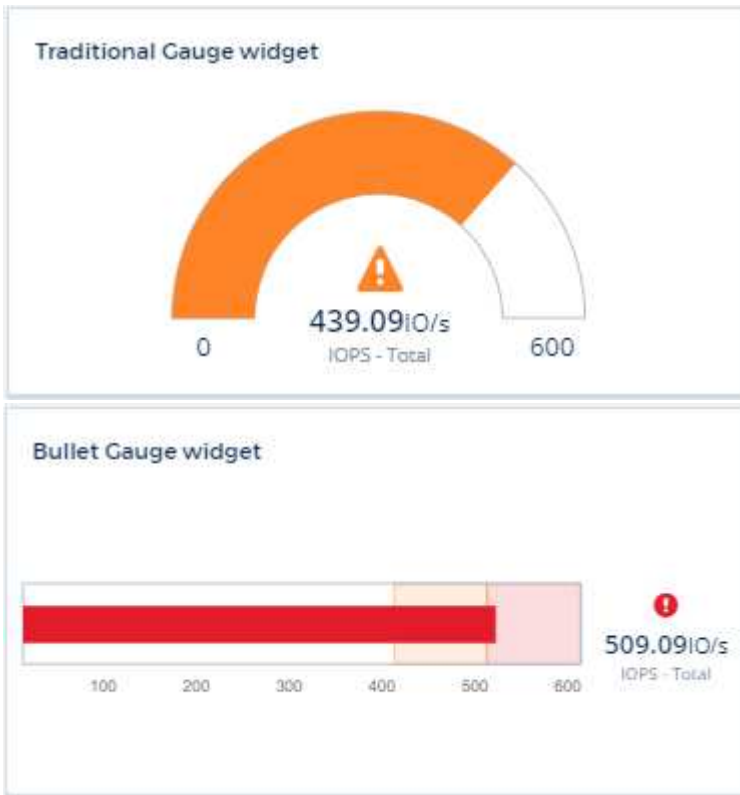 Traditional Gauge widget
439.09IO/s
0
IOPS - Total
600
Bullet Gauge widget
509.09IO/s
IOPS - Total
100 200 300 400 500 600